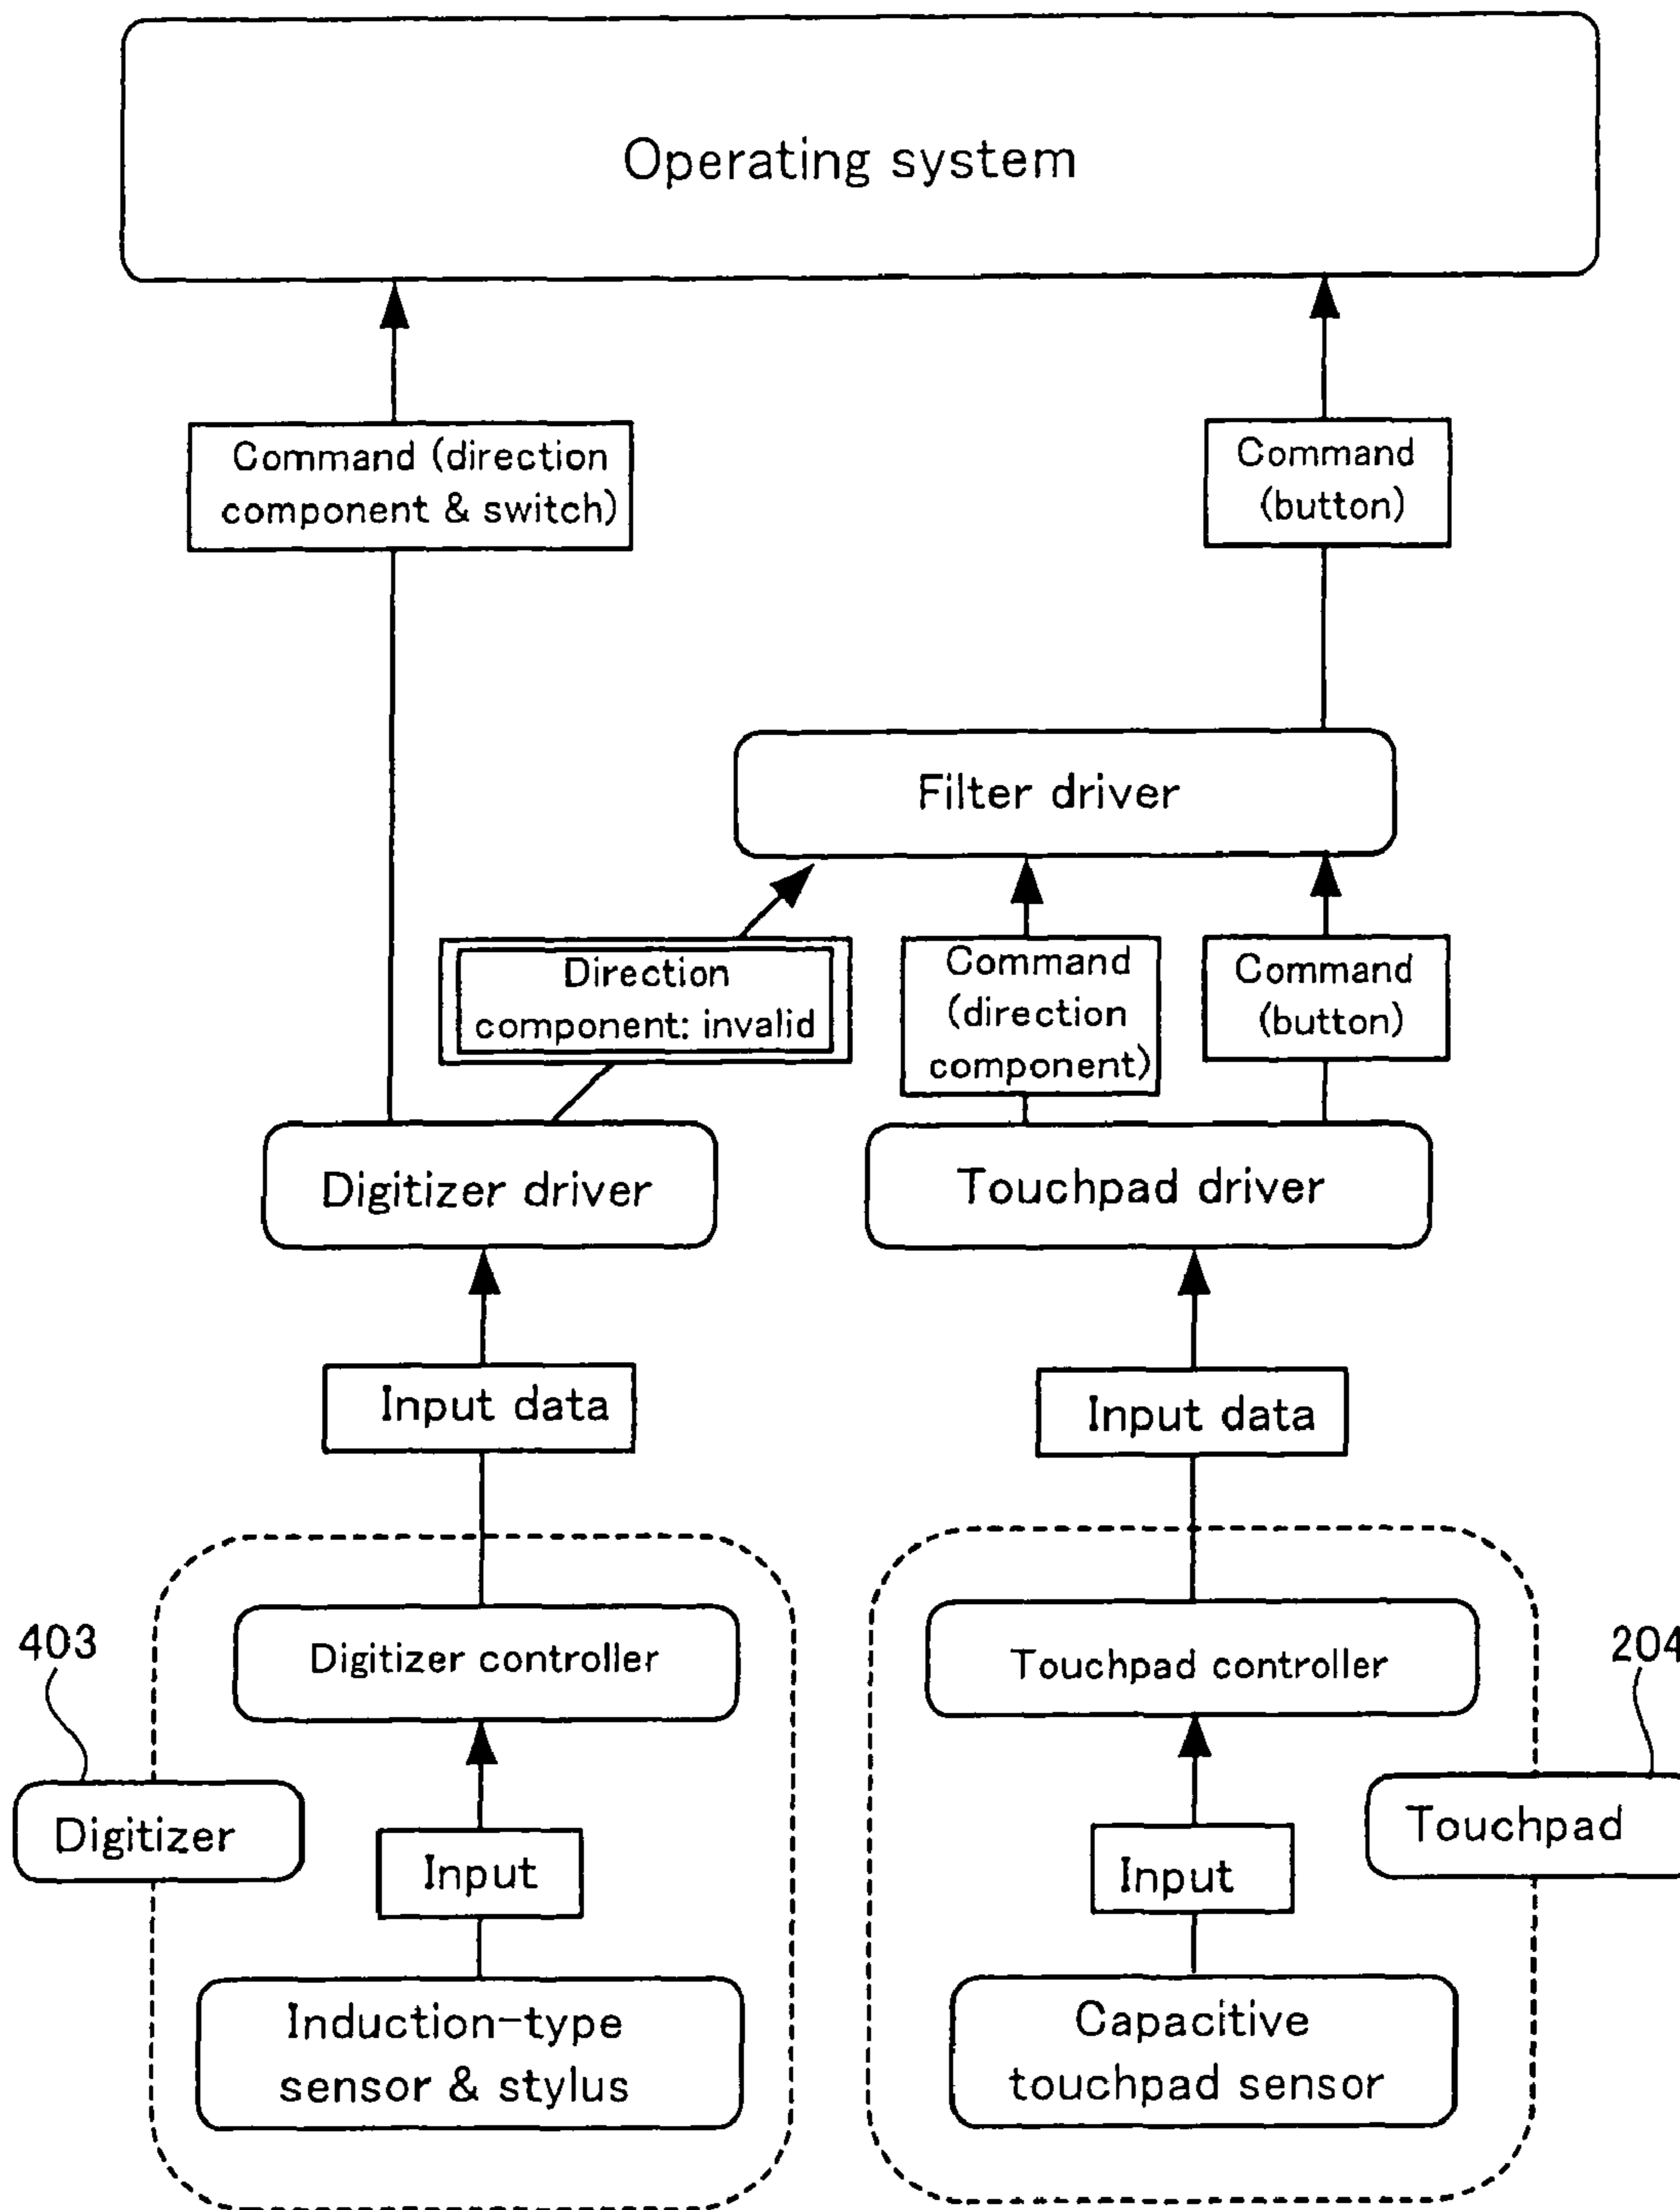 Operating system
Command (direction
component & switch)
Command
(button)
Filter driver
Direction
component: invalid
Command
(direction
component)
Command
(button)
Digitizer driver
Touchpad driver
Input data
Input data
403
Digitizer controller
Touchpad controller
204
Digitizer
Input
Input
Touchpad
Induction-type
sensor & stylus
Capacitive
touchpad sensor